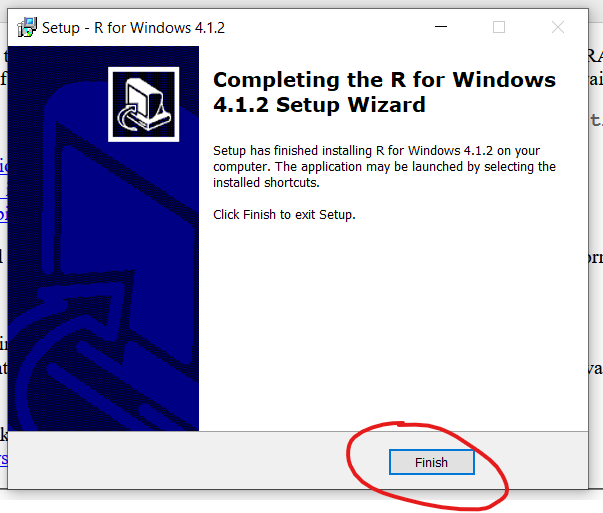 Setup - R for Windows 4.1.2
Completing the R for Windows
4.1.2 Setup Wizard
Setup has finished installing R for Windows 4.1.2 on your
computer. The application may be launched by selecting the
installed shortcuts.
Click Finish to exit Setup.
Finish